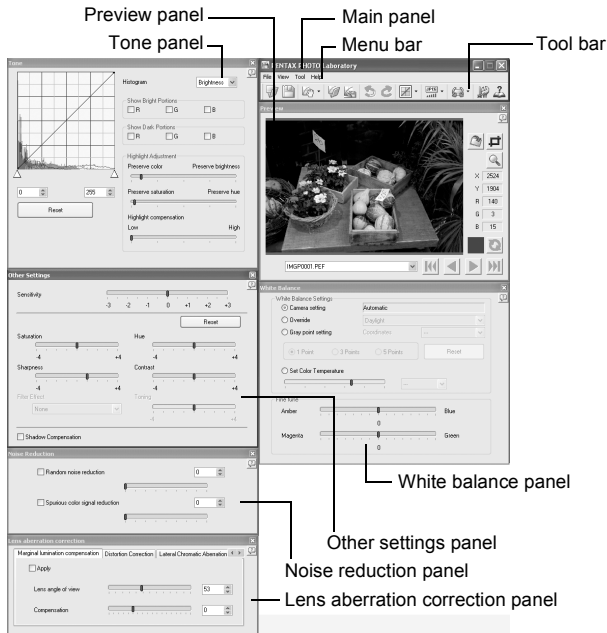 Preview panel
Main panel
Tone panel
Menu bar
Tool bar
Tone
Histogram
Brightness
Show Bright Portions
R G B
Show Dark Portions
R G B
Highlight Adjustment
Preserve color Preserve brightness
Preserve saturation Preserve hue
Highlight compensation
Low High
0 255
Reset
PENTAX PHOTO Laboratory
File View Tool Help
Preview
X 2524
Y 1904
R 140
G 3
B 15
IMGP0001.PEF
Other Settings
Sensitivity
-3 -2 -1 0 +1 +2 +3
Reset
Saturation Hue
-4 +4 -4 +4
Sharpness Contrast
-4 +4 -4 +4
Filter Effect Toning
None
-4 +4
Shadow Compensation
White Balance
White Balance Settings
Camera setting Automatic
Override Daylight
Gray point setting Coordinates --
1 Point 3 Points 5 Points Reset
Set Color Temperature
--
Fine tune
Amber Blue
0
Magenta Green
0
White balance panel
Noise Reduction
Random noise reduction 0
Spurious color signal reduction 0
Other settings panel
Noise reduction panel
Lens aberration correction
Marginal lumination compensation Distortion Correction Lateral Chromatic Aberration
Apply
Lens angle of view 53
Compensation 0
Lens aberration correction panel